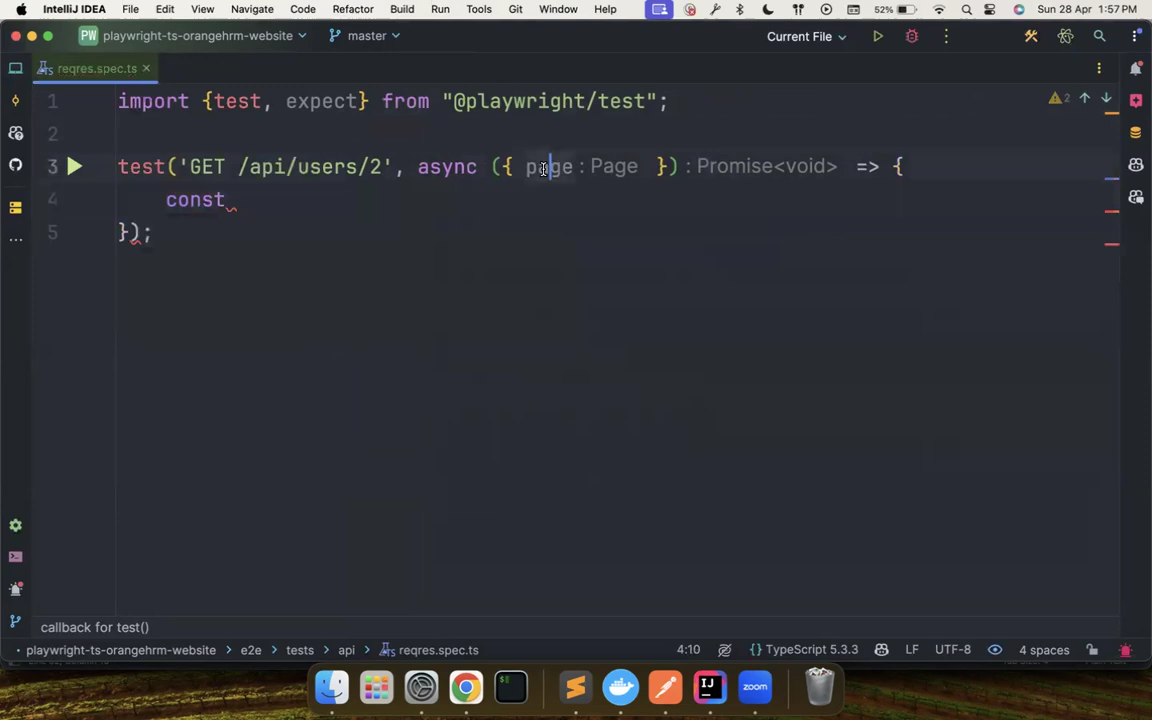 IntelliJ IDEA File Edit View Navigate Code Refactor Build Run Tools Git Window Help 52% Sun 28 Apr 1:57 PM
PW playwright-ts-orangehrm-website master Current File
reqres.spec.ts
1 import {test, expect} from "@playwright/test"; 2
2
3 test('GET /api/users/2', async ({ page : Page }) : Promise<void> => {
4 const
5 });
callback for test()
playwright-ts-orangehrm-website > e2e > tests > api > reqres.spec.ts 4:10 TypeScript 5.3.3 LF UTF-8 4 spaces
zoom